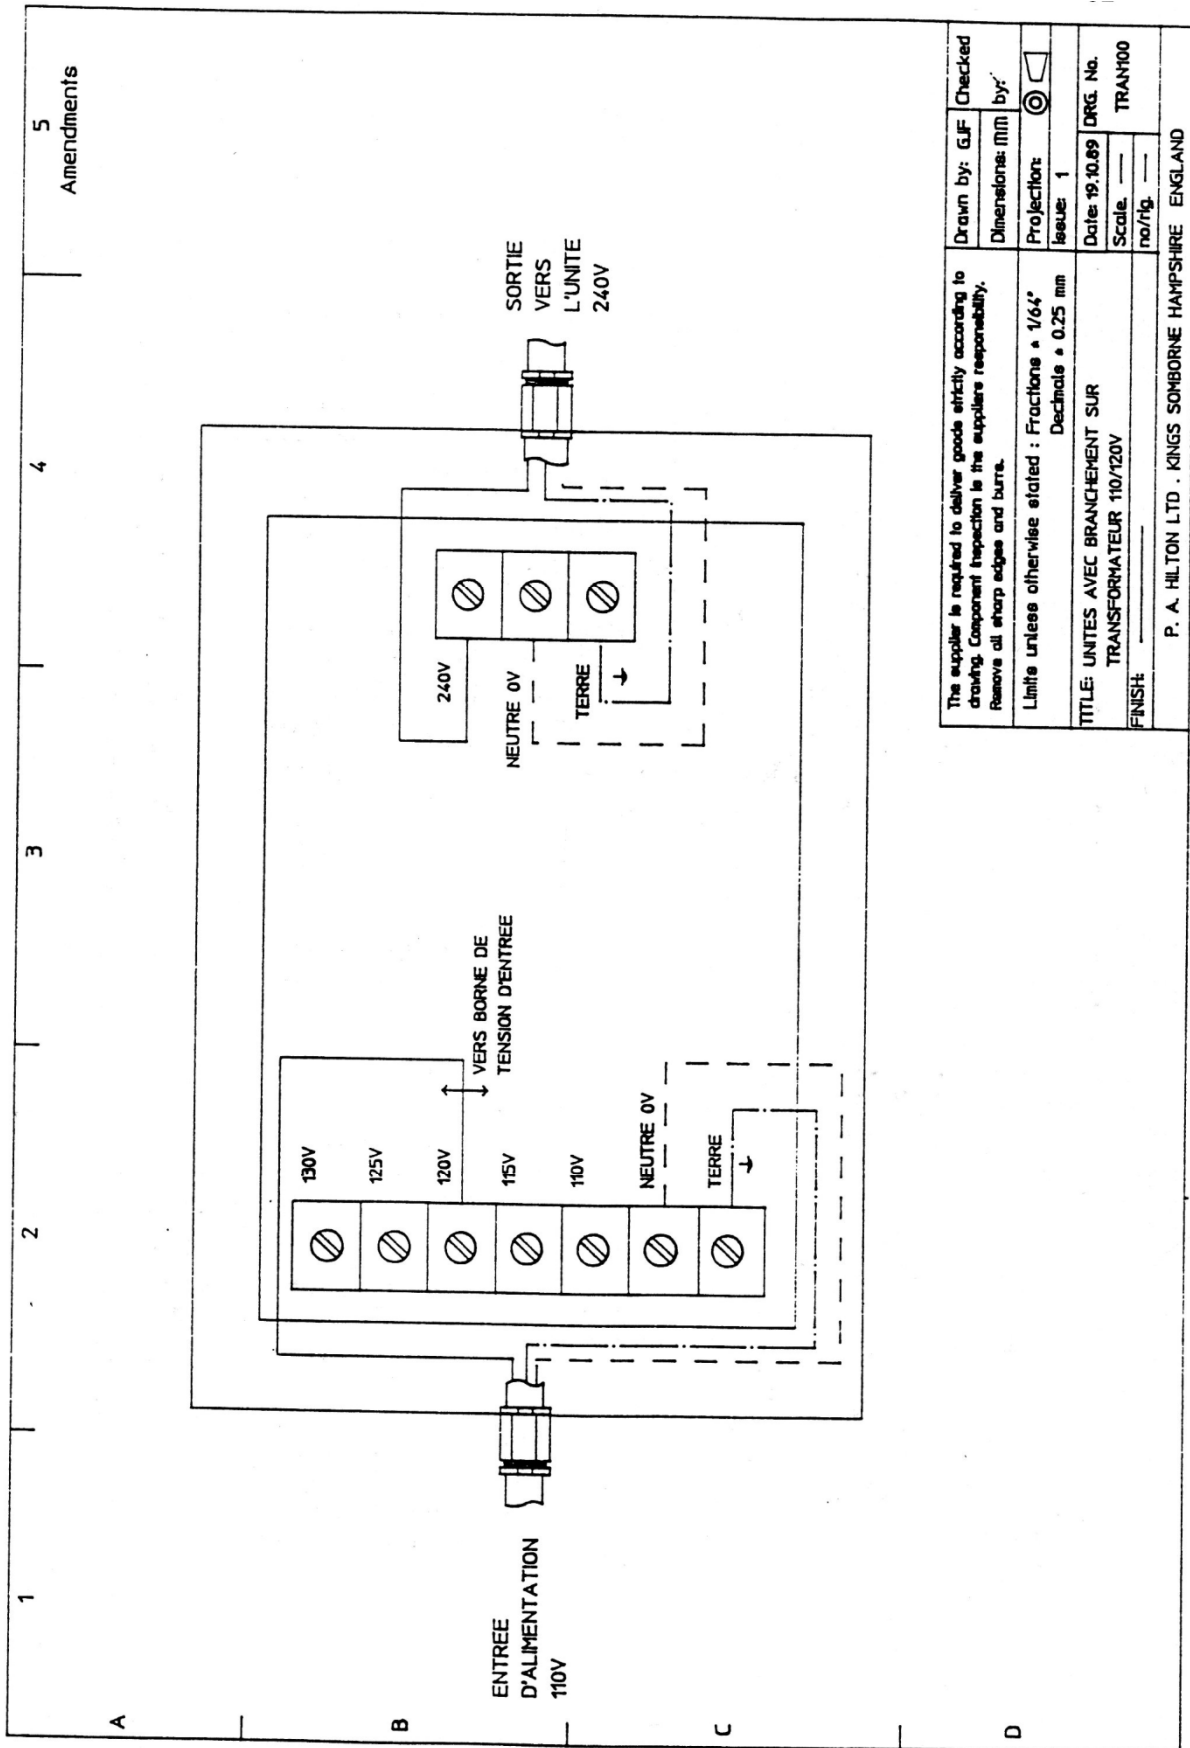 1
2
3
4
5
Amendments
A
B
C
D
ENTREE
D'ALIMENTATION
110V
130V
125V
120V
115V
110V
NEUTRE 0V
TERRE
VERS BORNE DE
TENSION D'ENTREE
240V
NEUTRE 0V
TERRE
SORTIE
VERS
L'UNITE
240V
The supplier is required to deliver goods strictly according to
drawing. Component inspection is the suppliers responsibility.
Remove all sharp edges and burrs.
Drawn by: GJF
Checked
by:
Dimensions: mm
Limits unless otherwise stated : Fractions ± 1/64"
Decimals ± 0.25 mm
Projection:
Issue: 1
TITLE: UNITES AVEC BRANCHEMENT SUR
TRANSFORMATEUR 110/120V
Date: 19.10.89
DRG. No.
TRAN100
Scale. —
FINISH:
no/rig. —
P. A. HILTON LTD . KINGS SOMBORNE HAMPSHIRE ENGLAND